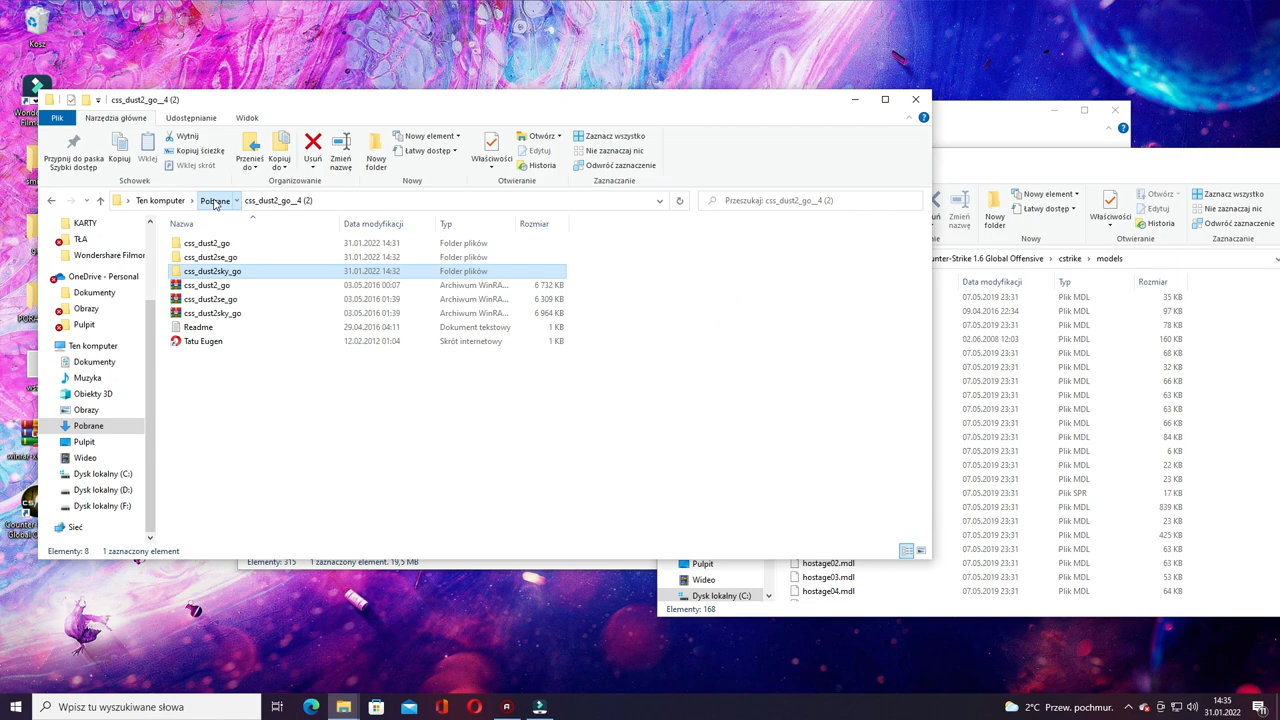 Kosz
css_dust2_go__4 (2)
Plik Narzędzia główne Udostępnianie Widok
Przypnij do paska Szybki dostęp
Kopiuj
Wklej
Wytnij
Kopiuj ścieżkę
Wklej skrót
Schowek
Przenieś do
Kopiuj do
Usuń
Zmień nazwę
Organizowanie
Nowy folder
Nowy element
Łatwy dostęp
Nowy
Właściwości
Otwórz
Edytuj
Historia
Otwieranie
Zaznacz wszystko
Nie zaznaczaj nic
Odwróć zaznaczenie
Zaznaczanie
Ten komputer Pobrane css_dust2_go__4 (2)
Przeszukaj: css_dust2_go__4 (2)
KARTY
TŁA
Wondershare Filmor
OneDrive - Personal
Dokumenty
Obrazy
Pulpit
Ten komputer
Dokumenty
Muzyka
Obiekty 3D
Obrazy
Pobrane
Pulpit
Wideo
Dysk lokalny (C:)
Dysk lokalny (D:)
Dysk lokalny (F:)
Sieć
Nazwa Data modyfikacji Typ Rozmiar
css_dust2_go 31.01.2022 14:31 Folder plików
css_dust2se_go 31.01.2022 14:32 Folder plików
css_dust2sky_go 31.01.2022 14:32 Folder plików
css_dust2_go 03.05.2016 00:07 Archiwum WinRA... 6 732 KB
css_dust2se_go 03.05.2016 01:39 Archiwum WinRA... 6 309 KB
css_dust2sky_go 03.05.2016 01:39 Archiwum WinRA... 6 964 KB
Readme 29.04.2016 04:11 Dokument tekstowy 1 KB
Tatu Eugen 12.02.2012 01:04 Skrót internetowy 1 KB
Elementy: 8 1 zaznaczony element
Elementy: 315 1 zaznaczony element. 19,5 MB
Zmień nazwę
Nowy folder
Nowy element
Łatwy dostęp
Nowy
Właściwości
Otwórz
Edytuj
Historia
Otwieranie
Zaznacz wszystko
Nie zaznaczaj nic
Odwróć zaznaczenie
Zaznaczanie
unter-Strike 1.6 Global Offensive cstrike models
Data modyfikacji Typ Rozmiar
07.05.2019 23:31 Plik MDL 35 KB
09.04.2016 22:34 Plik MDL 97 KB
07.05.2019 23:31 Plik MDL 78 KB
02.06.2008 12:03 Plik MDL 160 KB
07.05.2019 23:31 Plik MDL 68 KB
07.05.2019 23:31 Plik MDL 32 KB
07.05.2019 23:31 Plik MDL 66 KB
07.05.2019 23:31 Plik MDL 63 KB
07.05.2019 23:31 Plik MDL 63 KB
07.05.2019 23:31 Plik MDL 66 KB
07.05.2019 23:31 Plik MDL 84 KB
07.05.2019 23:31 Plik MDL 6 KB
07.05.2019 23:31 Plik MDL 22 KB
07.05.2019 23:31 Plik MDL 23 KB
07.05.2019 23:31 Plik SPR 17 KB
07.05.2019 23:31 Plik MDL 839 KB
07.05.2019 23:31 Plik MDL 23 KB
07.05.2019 23:31 Plik MDL 425 KB
07.05.2019 23:31 Plik MDL 63 KB
hostage02.mdl 07.05.2019 23:31 Plik MDL 63 KB
hostage03.mdl 07.05.2019 23:31 Plik MDL 53 KB
hostage04.mdl 07.05.2019 23:31 Plik MDL 64 KB
Pulpit
Wideo
Dysk lokalny (C:)
Elementy: 168
Wpisz tu wyszukiwane słowa
2°C Przew. pochmur.
14:35
31.01.2022